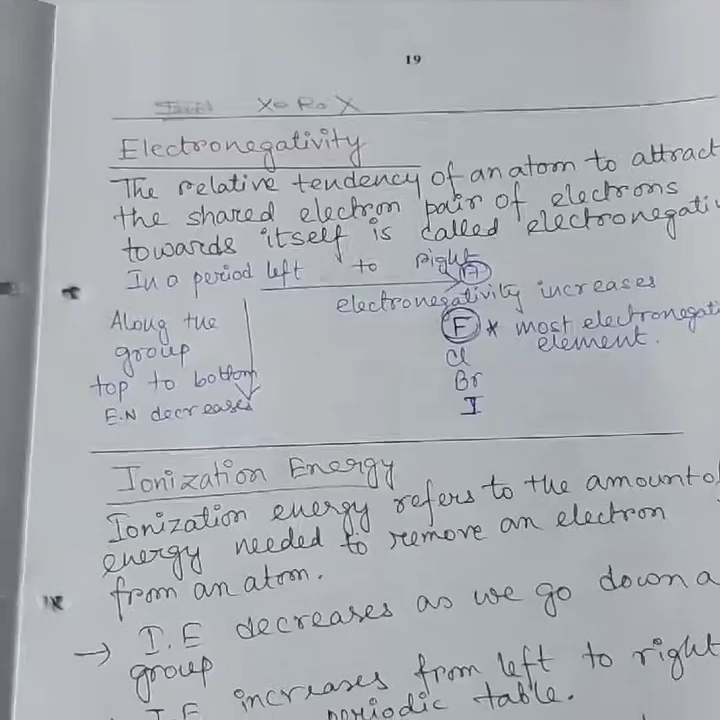 19
X- R- X
Electronegativity
The relative tendency of an atom to attract
the shared electron pair of electrons
towards itself is called electronegati
In a period left to right
electronegativity increases
Along the
group
top to bottom
E.N decreases
F * most electronegati
element.
Cl
Br
I
Ionization Energy
Ionization energy refers to the amount o
energy needed to remove an electron
from an atom.
→ I.E decreases as we go down a
group
I.E increases from left to right
periodic table.